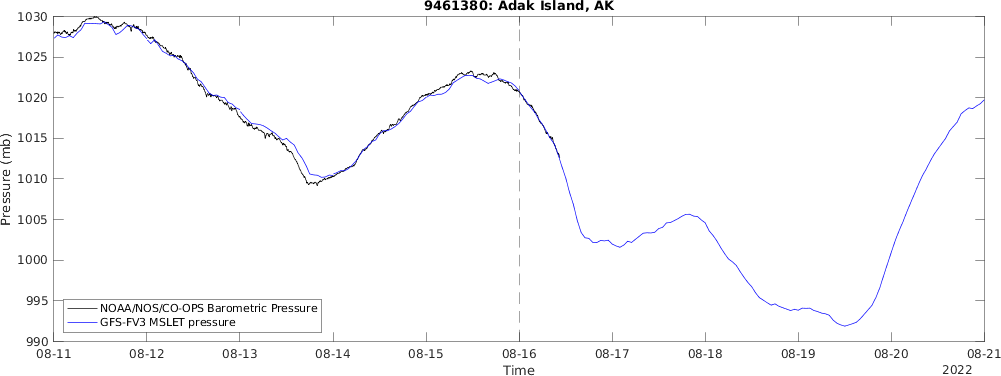 9461380: Adak Island, AK
Pressure (mb)
1030
1025
1020
1015
1010
1005
1000
995
990
NOAA/NOS/CO-OPS Barometric Pressure
GFS-FV3 MSLET pressure
08-11 08-12 08-13 08-14 08-15 08-16 08-17 08-18 08-19 08-20 08-21
Time
2022